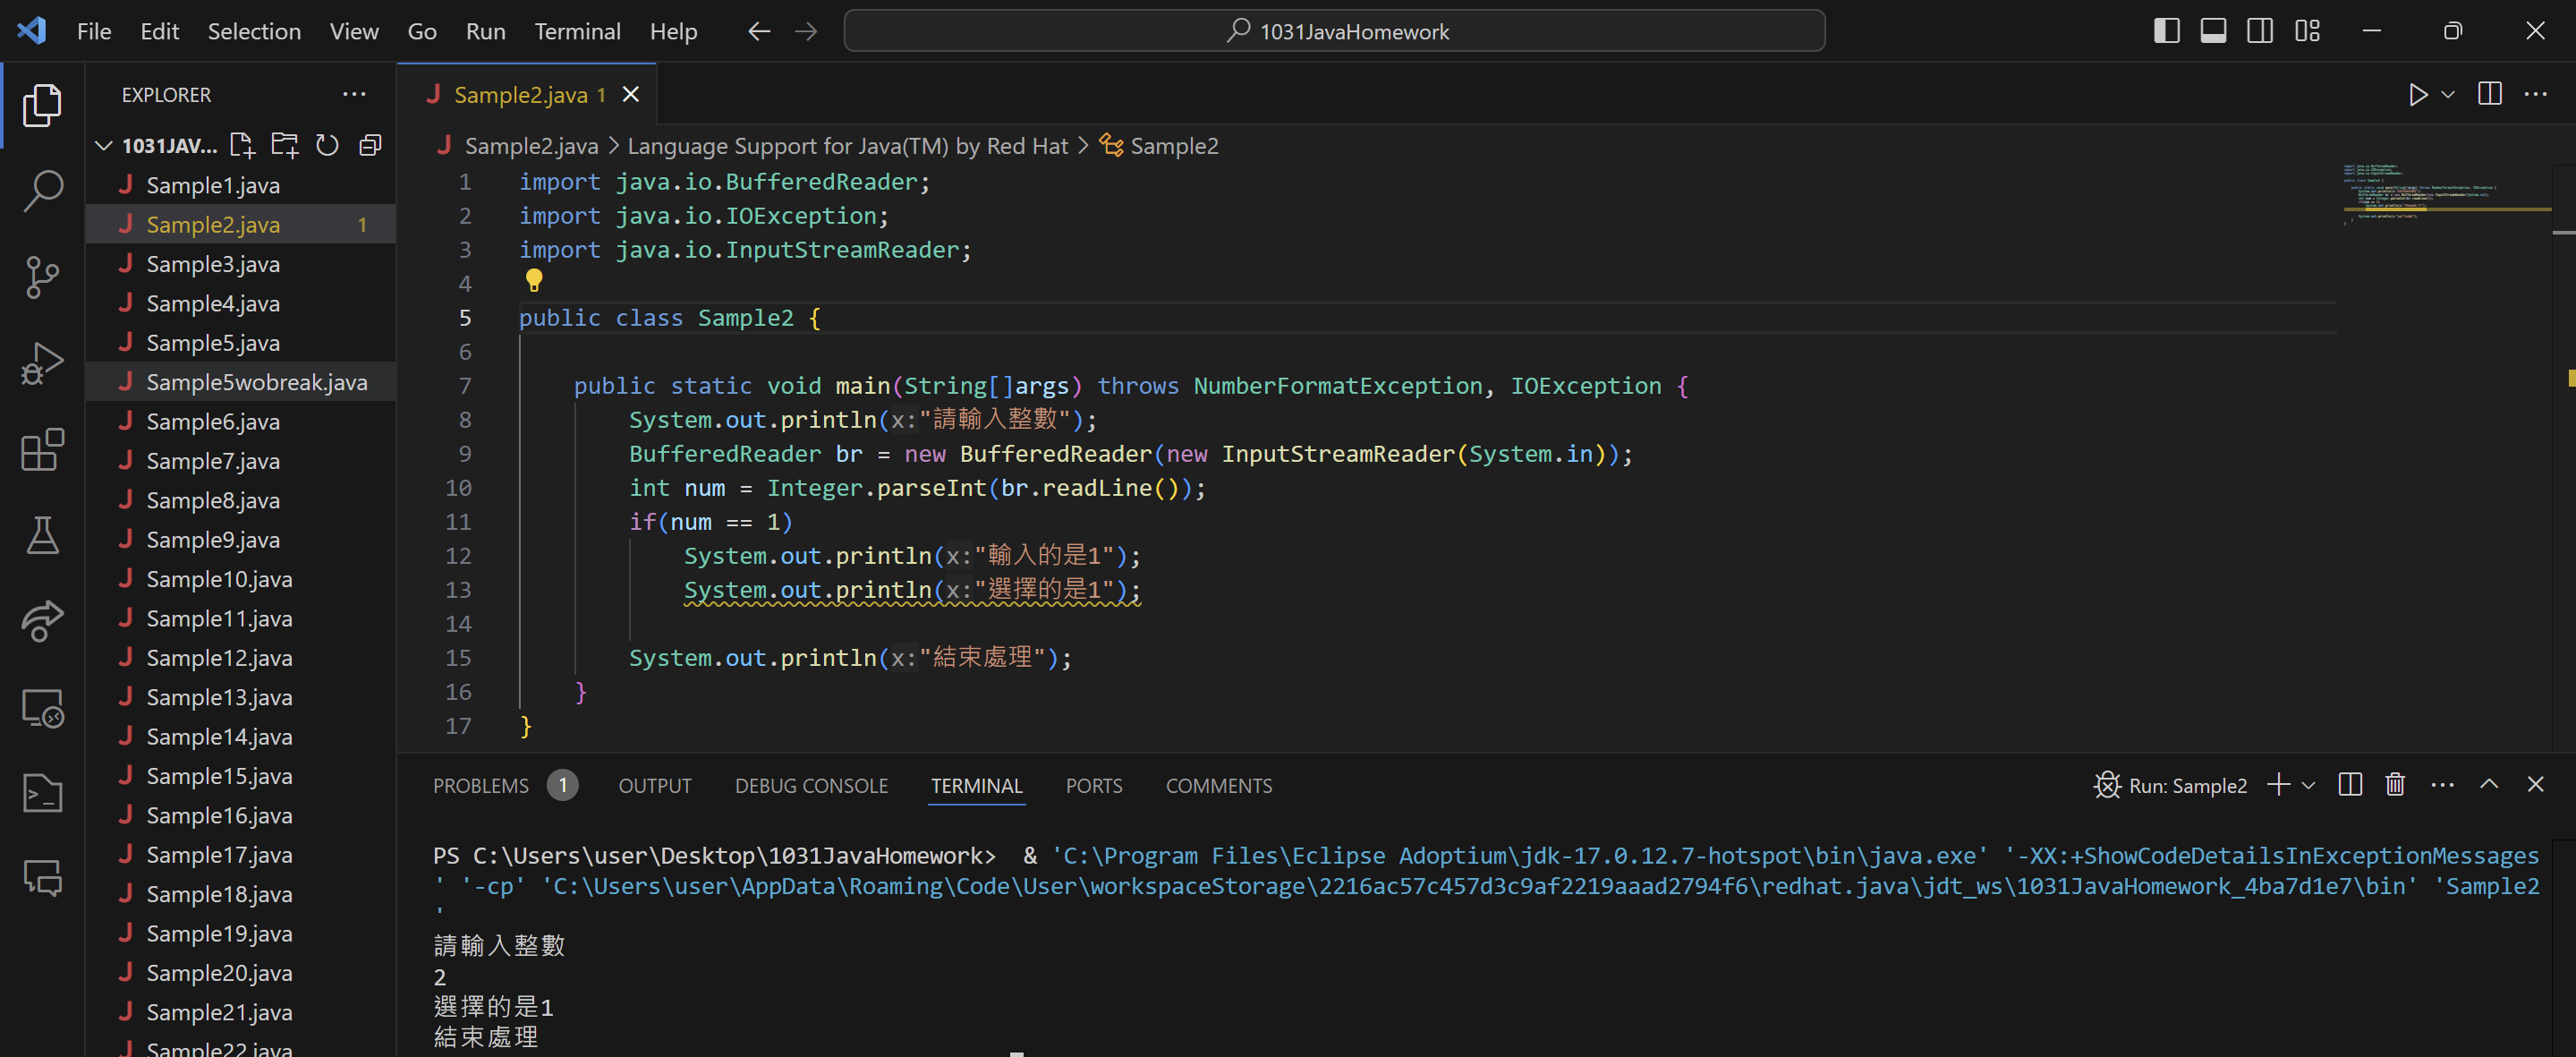 File Edit Selection View Go Run Terminal Help 1031JavaHomework
EXPLORER
1031JAV...
Sample1.java
Sample2.java 1
Sample3.java
Sample4.java
Sample5.java
Sample5wobreak.java
Sample6.java
Sample7.java
Sample8.java
Sample9.java
Sample10.java
Sample11.java
Sample12.java
Sample13.java
Sample14.java
Sample15.java
Sample16.java
Sample17.java
Sample18.java
Sample19.java
Sample20.java
Sample21.java
Sample22.java
Sample2.java 1
Sample2.java > Language Support for Java(TM) by Red Hat > Sample2
1 import java.io.BufferedReader;
2 import java.io.IOException;
3 import java.io.InputStreamReader;
4
5 public class Sample2 {
6
7 public static void main(String[]args) throws NumberFormatException, IOException {
8 System.out.println(x:"請輸入整數");
9 BufferedReader br = new BufferedReader(new InputStreamReader(System.in));
10 int num = Integer.parseInt(br.readLine());
11 if(num == 1)
12 System.out.println(x:"輸入的是1");
13 System.out.println(x:"選擇的是1");
14
15 System.out.println(x:"結束處理");
16 }
17 }
PROBLEMS 1 OUTPUT DEBUG CONSOLE TERMINAL PORTS COMMENTS Run: Sample2
PS C:\Users\user\Desktop\1031JavaHomework> & 'C:\Program Files\Eclipse Adoptium\jdk-17.0.12.7-hotspot\bin\java.exe' '-XX:+ShowCodeDetailsInExceptionMessages
' '-cp' 'C:\Users\user\AppData\Roaming\Code\User\workspaceStorage\2216ac57c457d3c9af2219aaad2794f6\redhat.java\jdt_ws\1031JavaHomework_4ba7d1e7\bin' 'Sample2
'
請輸入整數
2
選擇的是1
結束處理